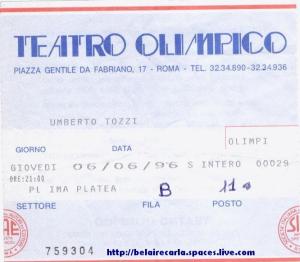 TEATRO OLIMPICO
PIAZZA GENTILE DA FABRIANO, 17 - ROMA - TEL. 32.34.890-32.34.936
UMBERTO TOZZI
OLIMPI
GIORNO DATA
GIOVEDI 06/06/96 S INTERO 00029
ORE:21:00
PL IMA PLATEA B 11
SETTORE FILA POSTO
759304
http://belairecarla.spaces.live.com